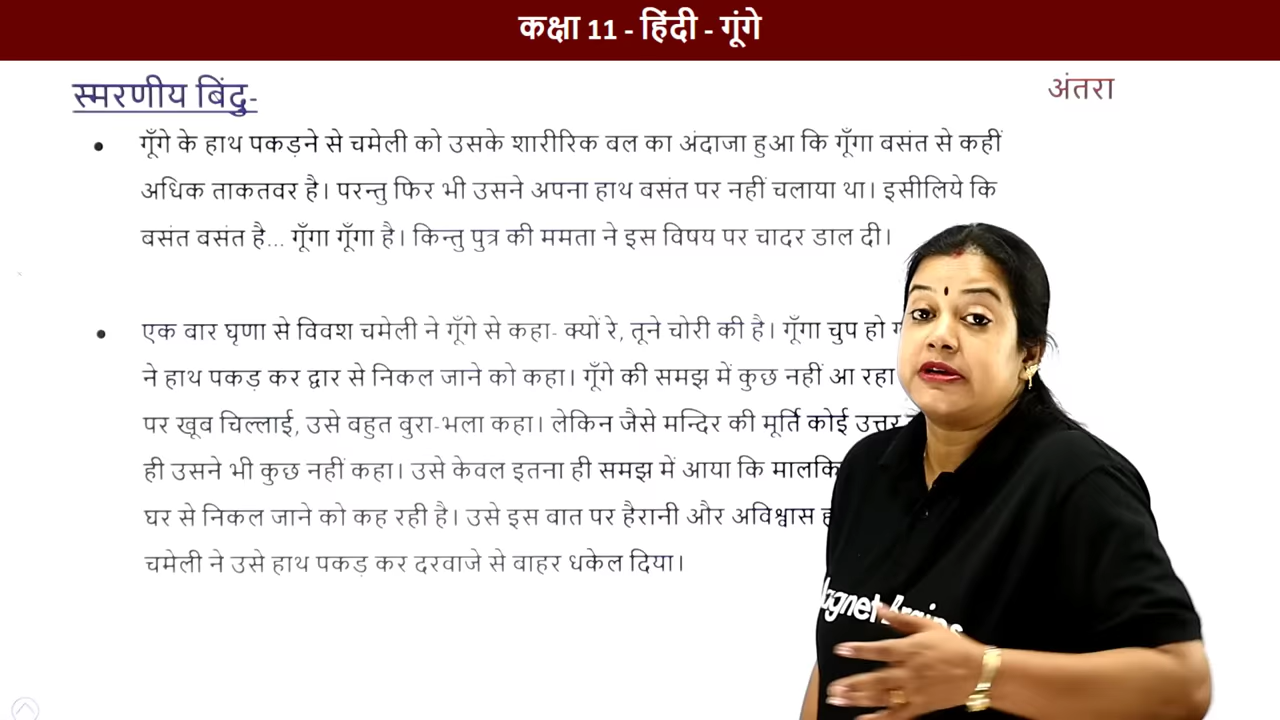 कक्षा 11 - हिंदी - गूंगे
स्मरणीय बिंदु-
अंतरा
गूँगे के हाथ पकड़ने से चमेली को उसके शारीरिक बल का अंदाजा हुआ कि गूँगा बसंत से कहीं
अधिक ताकतवर है। परन्तु फिर भी उसने अपना हाथ बसंत पर नहीं चलाया था। इसीलिये कि
बसंत बसंत है... गूँगा गूँगा है। किन्तु पुत्र की ममता ने इस विषय पर चादर डाल दी।
एक बार घृणा से विवश चमेली ने गूँगे से कहा- क्यों रे, तूने चोरी की है। गूँगा चुप हो
ने हाथ पकड़ कर द्वार से निकल जाने को कहा। गूँगे की समझ में कुछ नहीं आ रहा
पर खूब चिल्लाई, उसे बहुत बुरा-भला कहा। लेकिन जैसे मन्दिर की मूर्ति कोई उत्तर
ही उसने भी कुछ नहीं कहा। उसे केवल इतना ही समझ में आया कि
घर से निकल जाने को कह रही है। उसे इस बात पर हैरानी और अविश्वास
चमेली ने उसे हाथ पकड़ कर दरवाजे से बाहर धकेल दिया।